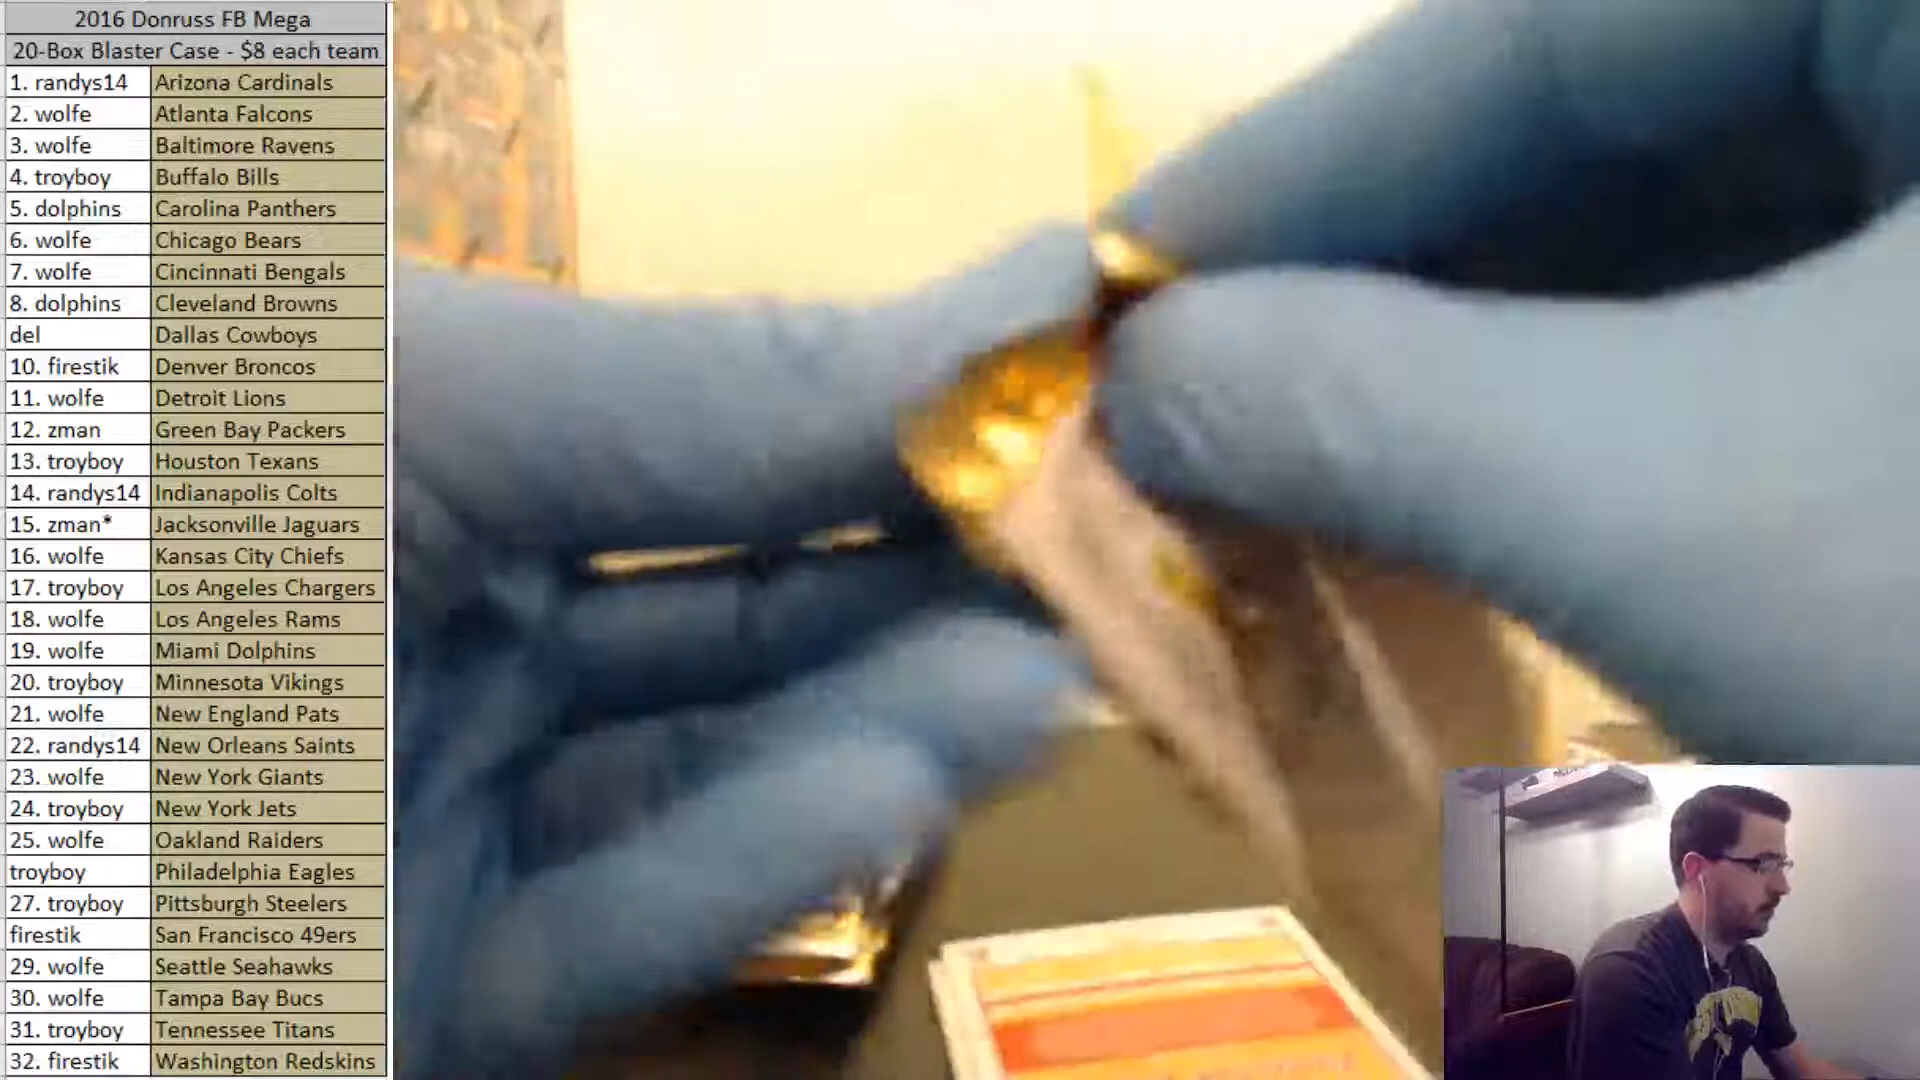 2016 Donruss FB Mega
20-Box Blaster Case - $8 each team
1. randys14 Arizona Cardinals
2. wolfe Atlanta Falcons
3. wolfe Baltimore Ravens
4. troyboy Buffalo Bills
5. dolphins Carolina Panthers
6. wolfe Chicago Bears
7. wolfe Cincinnati Bengals
8. dolphins Cleveland Browns
del Dallas Cowboys
10. firestik Denver Broncos
11. wolfe Detroit Lions
12. zman Green Bay Packers
13. troyboy Houston Texans
14. randys14 Indianapolis Colts
15. zman* Jacksonville Jaguars
16. wolfe Kansas City Chiefs
17. troyboy Los Angeles Chargers
18. wolfe Los Angeles Rams
19. wolfe Miami Dolphins
20. troyboy Minnesota Vikings
21. wolfe New England Pats
22. randys14 New Orleans Saints
23. wolfe New York Giants
24. troyboy New York Jets
25. wolfe Oakland Raiders
troyboy Philadelphia Eagles
27. troyboy Pittsburgh Steelers
firestik San Francisco 49ers
29. wolfe Seattle Seahawks
30. wolfe Tampa Bay Bucs
31. troyboy Tennessee Titans
32. firestik Washington Redskins